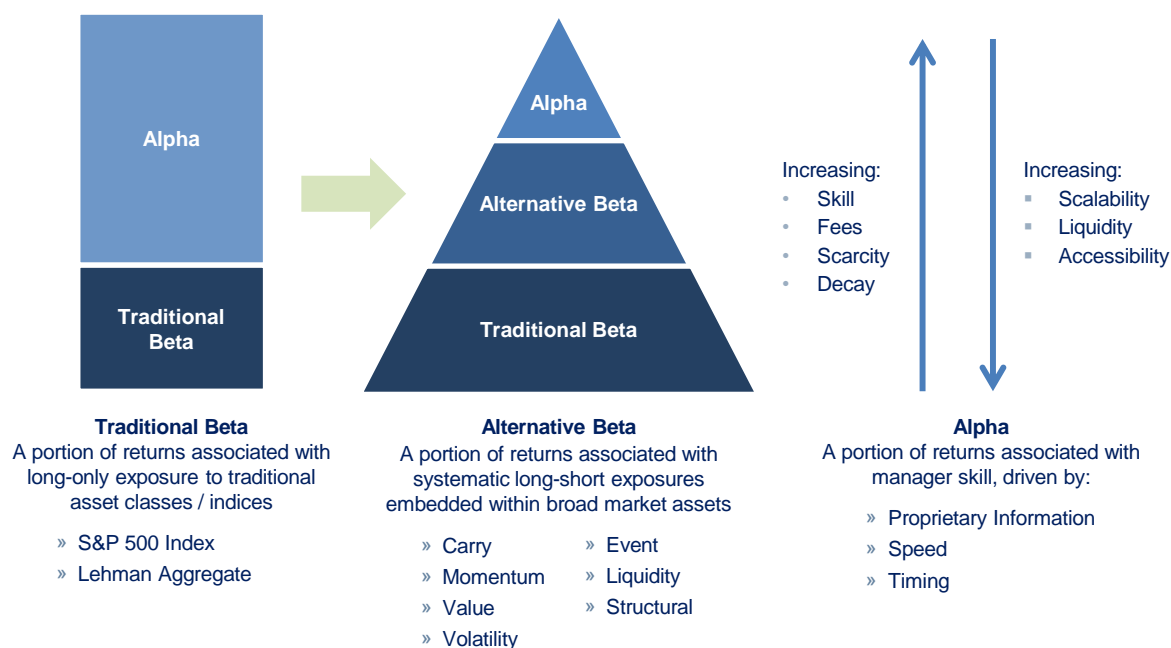 Alpha
Traditional
Beta
Alpha
Alternative Beta
Traditional Beta
Increasing:
• Skill
• Fees
• Scarcity
• Decay
Increasing:
▪ Scalability
▪ Liquidity
▪ Accessibility
Traditional Beta
A portion of returns associated with
long-only exposure to traditional
asset classes / indices
» S&P 500 Index
» Lehman Aggregate
Alternative Beta
A portion of returns associated with
systematic long-short exposures
embedded within broad market assets
» Carry
» Momentum
» Value
» Volatility
» Event
» Liquidity
» Structural
Alpha
A portion of returns associated with
manager skill, driven by:
» Proprietary Information
» Speed
» Timing